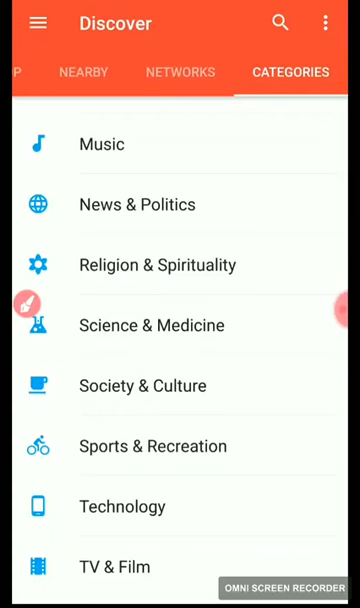 Discover
P NEARBY NETWORKS CATEGORIES
Music
News & Politics
Religion & Spirituality
Science & Medicine
Society & Culture
Sports & Recreation
Technology
TV & Film
OMNI SCREEN RECORDER